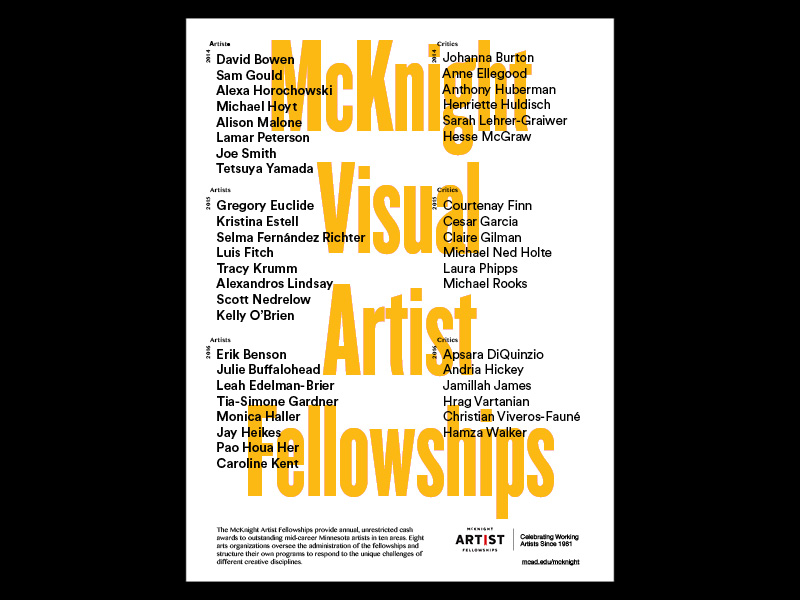 McKnight
Visual
Artist
Fellowships
Artists
2014
David Bowen
Sam Gould
Alexa Horochowski
Michael Hoyt
Alison Malone
Lamar Peterson
Joe Smith
Tetsuya Yamada
Critics
2014
Johanna Burton
Anne Ellegood
Anthony Huberman
Henriette Huldisch
Sarah Lehrer-Graiwer
Hesse McGraw
Artists
2015
Gregory Euclide
Kristina Estell
Selma Fernández Richter
Luis Fitch
Tracy Krumm
Alexandros Lindsay
Scott Nedrelow
Kelly O’Brien
Critics
2015
Courtenay Finn
Cesar Garcia
Claire Gilman
Michael Ned Holte
Laura Phipps
Michael Rooks
Artists
2016
Erik Benson
Julie Buffalohead
Leah Edelman-Brier
Tia-Simone Gardner
Monica Haller
Jay Heikes
Pao Houa Her
Caroline Kent
Critics
2016
Apsara DiQuinzio
Andria Hickey
Jamillah James
Hrag Vartanian
Christian Viveros-Fauné
Hamza Walker
The McKnight Artist Fellowships provide annual, unrestricted cash
awards to outstanding mid-career Minnesota artists in ten areas. Eight
arts organizations oversee the administration of the fellowships and
structure their own programs to respond to the unique challenges of
different creative disciplines.
MCKNIGHT
ARTIST
FELLOWSHIPS
Celebrating Working
Artists Since 1981
mcad.edu/mcknight